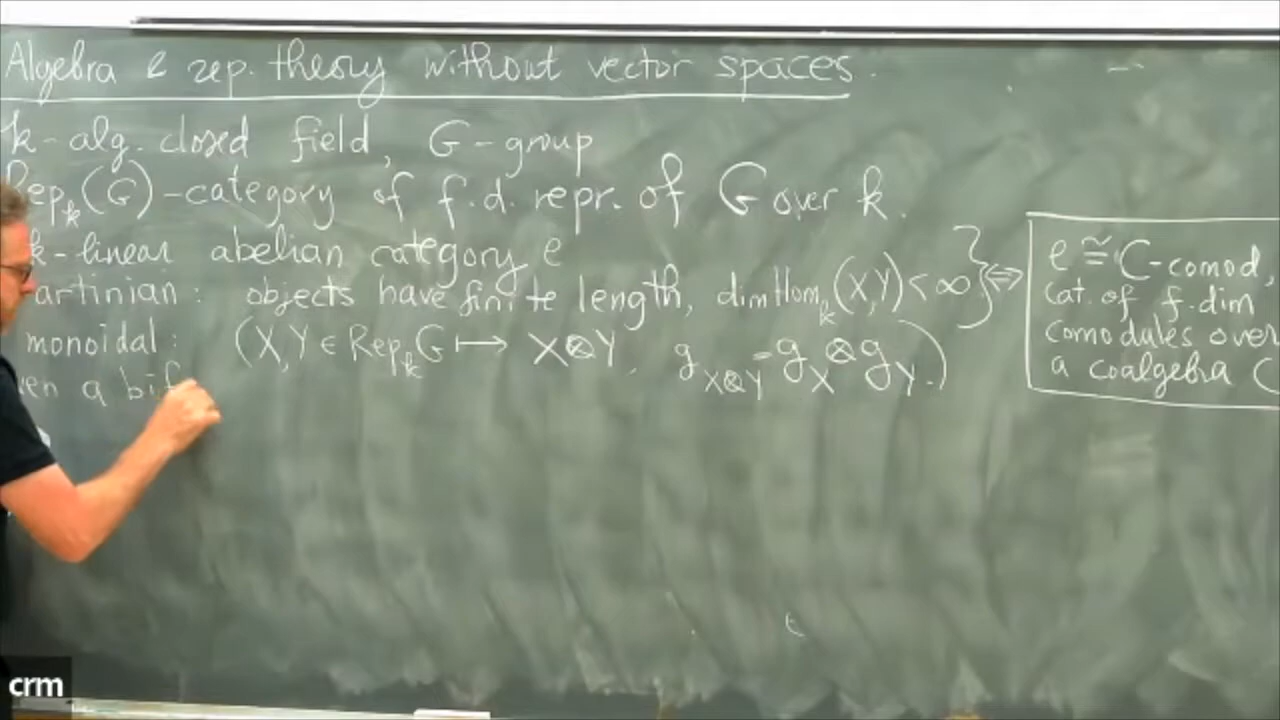 Algebra & rep. theory without vector spaces.
k-alg. closed field, G-group
Rep_k(G)-category of f.d. repr. of G over k.
k-linear abelian category e
artinian: objects have finite length, dim Hom_k(X,Y)<∞ } ⇔
monoidal: (X,Y ∈ Rep_k G ⟼ X⊗Y, g_{X⊗Y}=g_X⊗g_Y.)
a bif
e ≅ C-comod,
Cat. of f.dim
comodules over
a coalgebra C
crm